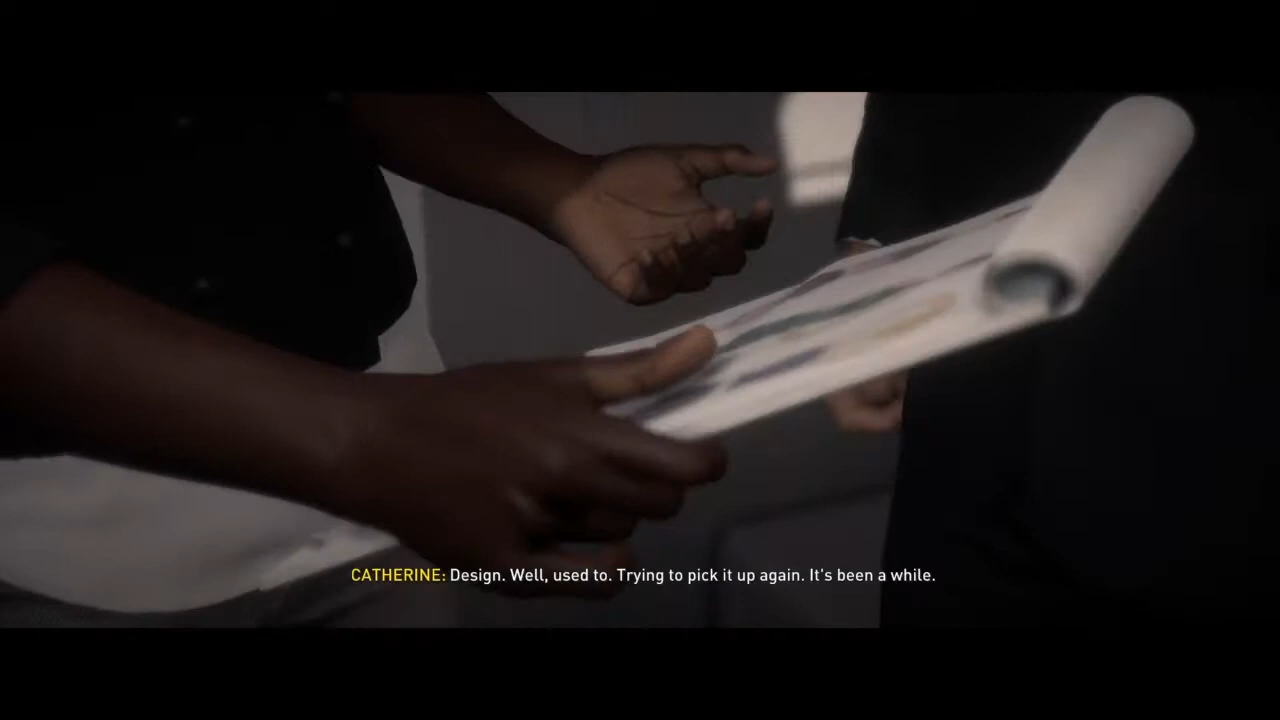 CATHERINE: Design. Well, used to. Trying to pick it up again. It's been a while.